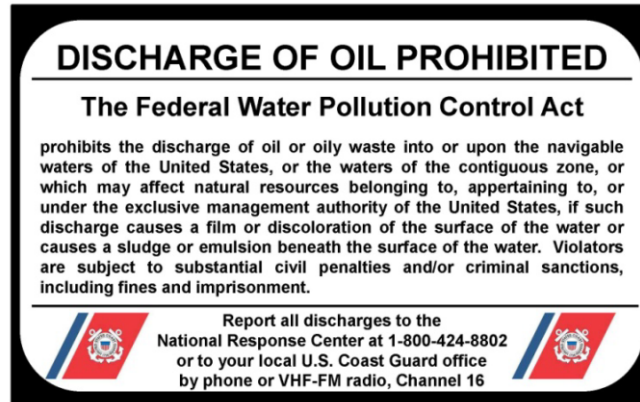 DISCHARGE OF OIL PROHIBITED
The Federal Water Pollution Control Act
prohibits the discharge of oil or oily waste into or upon the navigable
waters of the United States, or the waters of the contiguous zone, or
which may affect natural resources belonging to, appertaining to, or
under the exclusive management authority of the United States, if such
discharge causes a film or discoloration of the surface of the water or
causes a sludge or emulsion beneath the surface of the water. Violators
are subject to substantial civil penalties and/or criminal sanctions,
including fines and imprisonment.
Report all discharges to the
National Response Center at 1-800-424-8802
or to your local U.S. Coast Guard office
by phone or VHF-FM radio, Channel 16